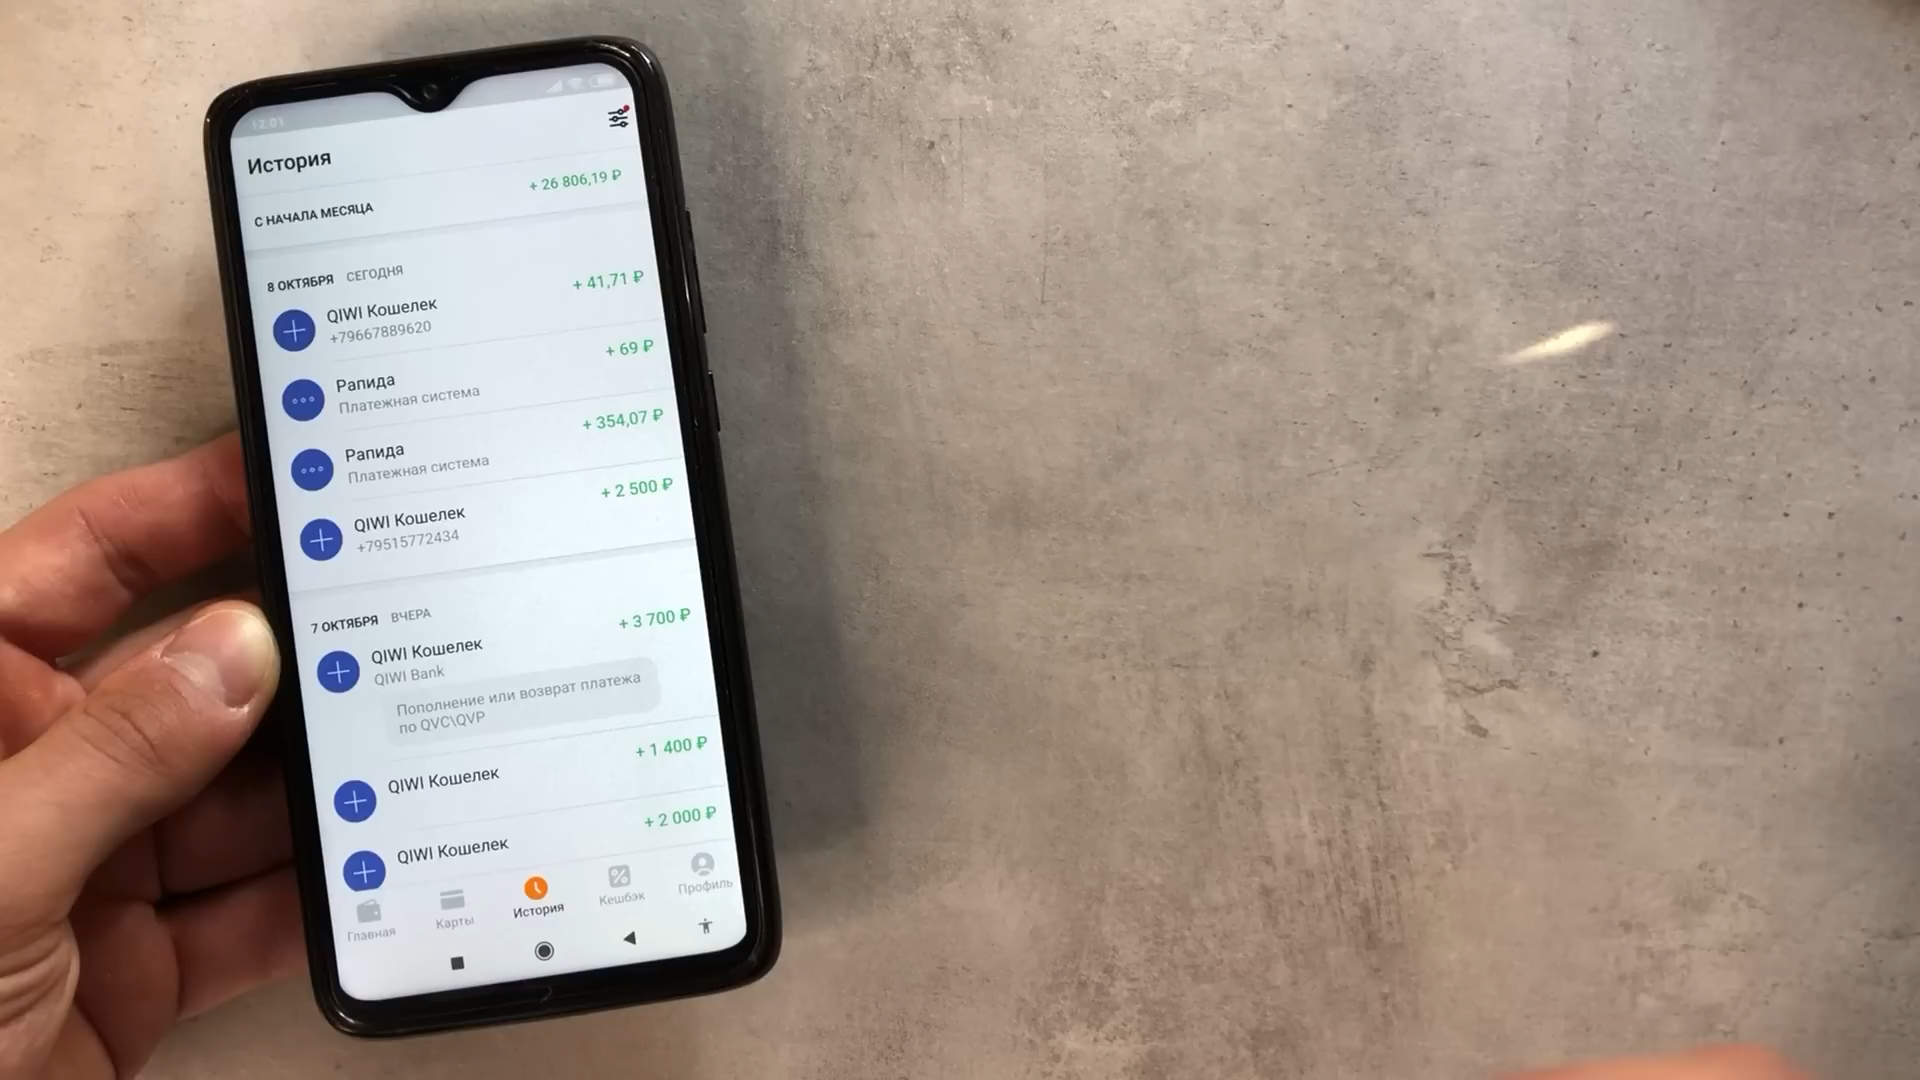 12:01
История
+ 26 806,19 ₽
С НАЧАЛА МЕСЯЦА
8 ОКТЯБРЯ СЕГОДНЯ
+ 41,71 ₽
QIWI Кошелек
+79667889620
+ 69 ₽
Рапида
Платежная система
+ 354,07 ₽
Рапида
Платежная система
+ 2 500 ₽
QIWI Кошелек
+79515772434
7 ОКТЯБРЯ ВЧЕРА
+ 3 700 ₽
QIWI Кошелек
QIWI Bank
Пополнение или возврат платежа
по QVC\QVP
+ 1 400 ₽
QIWI Кошелек
+ 2 000 ₽
QIWI Кошелек
Главная Карты История Кешбэк Профиль